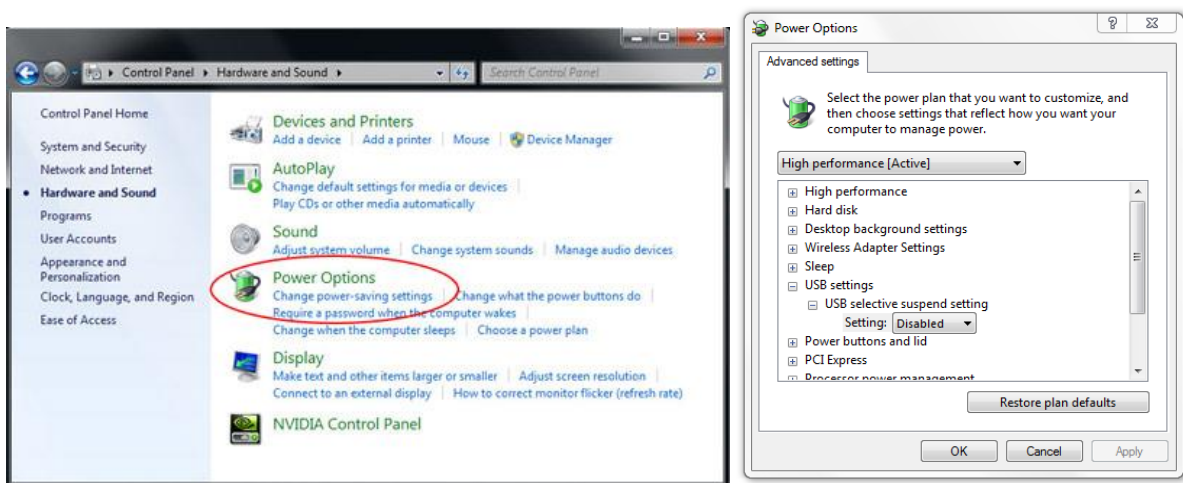 Control Panel Hardware and Sound Search Control Panel
Control Panel Home
System and Security
Network and Internet
Hardware and Sound
Programs
User Accounts
Appearance and
Personalization
Clock, Language, and Region
Ease of Access
Devices and Printers
Add a device Add a printer Mouse Device Manager
AutoPlay
Change default settings for media or devices
Play CDs or other media automatically
Sound
Adjust system volume Change system sounds Manage audio devices
Power Options
Change power-saving settings Change what the power buttons do
Require a password when the computer wakes
Change when the computer sleeps Choose a power plan
Display
Make text and other items larger or smaller Adjust screen resolution
Connect to an external display How to correct monitor flicker (refresh rate)
NVIDIA Control Panel
Power Options
Advanced settings
Select the power plan that you want to customize, and
then choose settings that reflect how you want your
computer to manage power.
High performance [Active]
High performance
Hard disk
Desktop background settings
Wireless Adapter Settings
Sleep
USB settings
USB selective suspend setting
Setting: Disabled
Power buttons and lid
PCI Express
Processor power management
Restore plan defaults
OK Cancel Apply